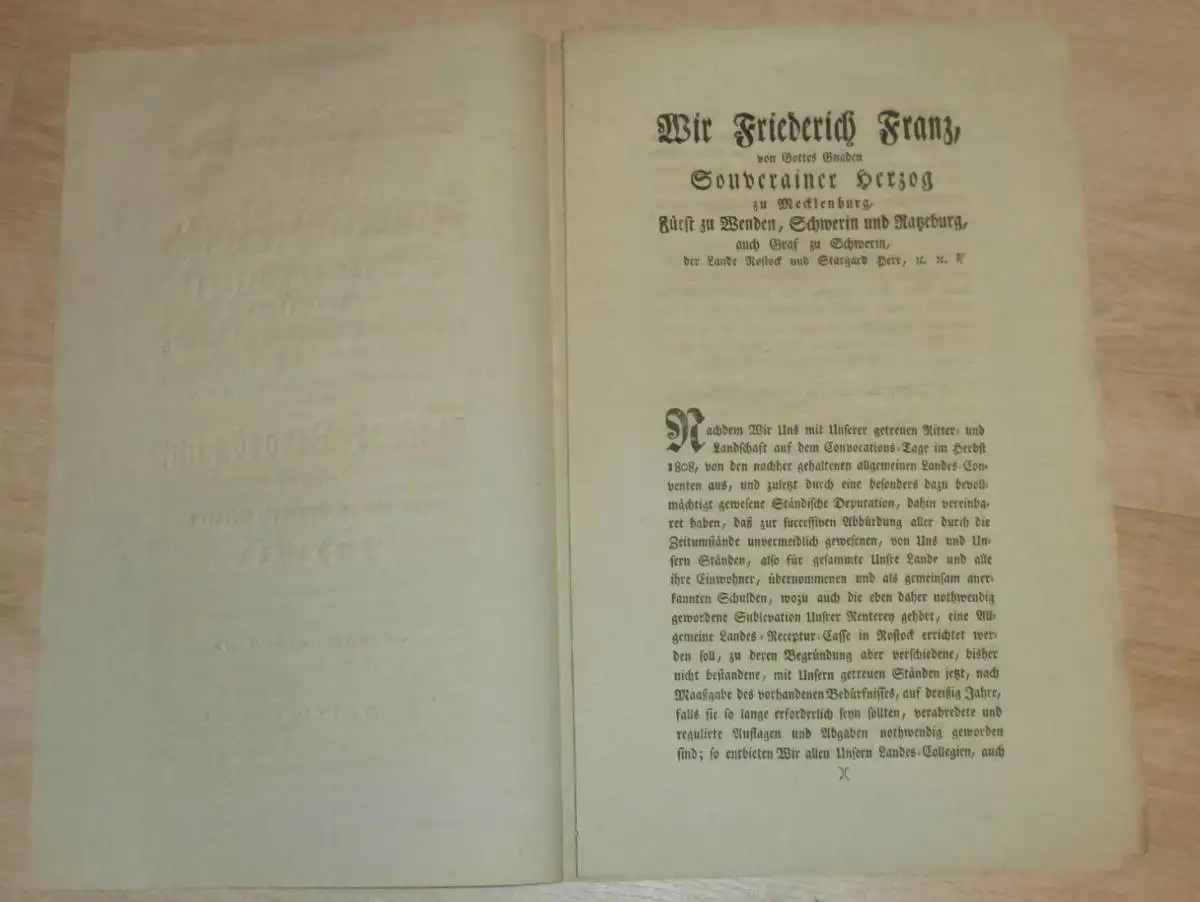 Wir Friederich Franz,
von Gottes Gnaden
Souverainer Herzog
zu Mecklenburg,
Fürst zu Wenden, Schwerin und Ratzeburg,
auch Graf zu Schwerin,
der Lande Rostock und Stargard Herr, ꝛc. ꝛc.
Nachdem Wir Uns mit Unserer getreuen Ritter- und
Landschaft auf dem Convocations-Tage im Herbst
1808, von den nachher gehaltenen allgemeinen Landes-Con-
venten aus, und zuletzt durch eine besonders dazu bevoll-
mächtigt gewesene Ständische Deputation, dahin vereinba-
ret haben, daß zur successiven Abbürdung aller durch die
Zeitumstände unvermeidlich gewesenen, von Uns und Un-
sern Ständen, also für gesammte Unsre Lande und alle
ihre Einwohner, übernommenen und als gemeinsam aner-
kannten Schulden, wozu auch die eben daher nothwendig
gewordene Sublevation Unsrer Renterey gehört, eine All-
gemeine Landes-Receptur-Casse in Rostock errichtet wer-
den soll, zu deren Begründung aber verschiedene, bisher
nicht bestandene, mit Unsern getreuen Ständen jetzt, nach
Maaßgabe des vorhandenen Bedürfnisses, auf dreißig Jahre,
falls sie so lange erforderlich seyn sollten, verabredete und
regulirte Auflagen und Abgaben nothwendig geworden
sind; so entbieten Wir allen Unsern Landes-Collegien, auch
)(